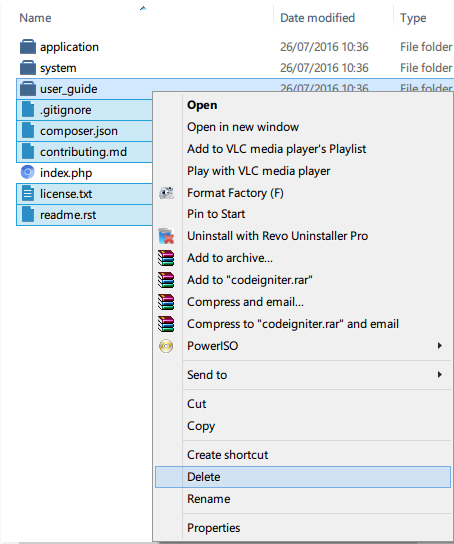 Name Date modified Type
application 26/07/2016 10:36 File folder
system 26/07/2016 10:36 File folder
user_guide 26/07/2016 10:36 File folder
.gitignore
composer.json
contributing.md
index.php
license.txt
readme.rst
Open
Open in new window
Add to VLC media player's Playlist
Play with VLC media player
Format Factory (F)
Pin to Start
Uninstall with Revo Uninstaller Pro
Add to archive...
Add to "codeigniter.rar"
Compress and email...
Compress to "codeigniter.rar" and email
PowerISO
Send to
Cut
Copy
Create shortcut
Delete
Rename
Properties